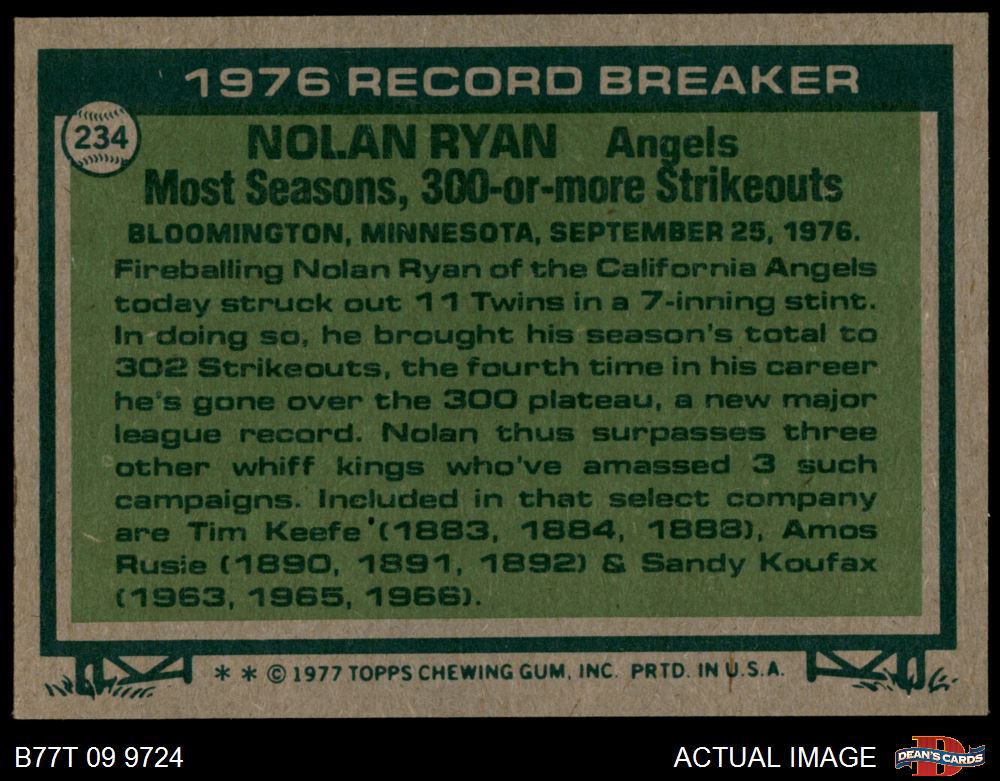 1976 RECORD BREAKER
234
NOLAN RYAN Angels
Most Seasons, 300-or-more Strikeouts
BLOOMINGTON, MINNESOTA, SEPTEMBER 25, 1976.
Fireballing Nolan Ryan of the California Angels
today struck out 11 Twins in a 7-inning stint.
In doing so, he brought his season's total to
302 Strikeouts, the fourth time in his career
he's gone over the 300 plateau, a new major
league record. Nolan thus surpasses three
other whiff kings who've amassed 3 such
campaigns. Included in that select company
are Tim Keefe (1883, 1884, 1888), Amos
Rusie (1890, 1891, 1892) & Sandy Koufax
(1963, 1965, 1966).
* * © 1977 TOPPS CHEWING GUM, INC. PRTD. IN U.S.A.
B77T 09 9724
ACTUAL IMAGE
D
DEAN'S CARDS